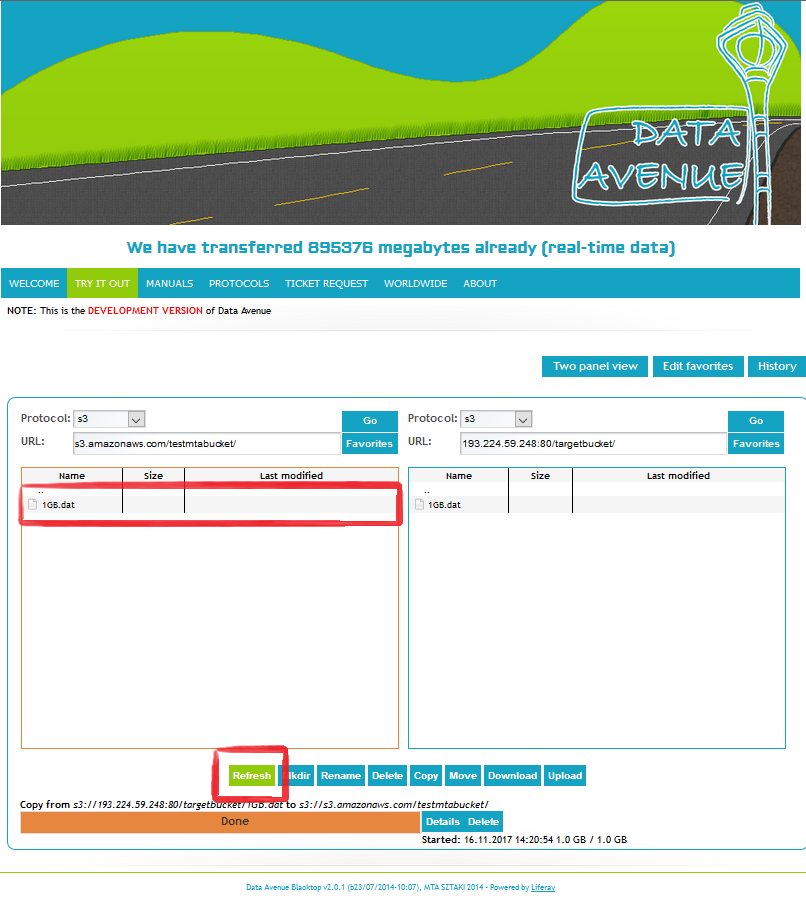 DATA
AVENUE
We have transferred 895376 megabytes already (real-time data)
WELCOME TRY IT OUT MANUALS PROTOCOLS TICKET REQUEST WORLDWIDE ABOUT
NOTE: This is the DEVELOPMENT VERSION of Data Avenue
Two panel view Edit favorites History
Protocol: s3 Go Protocol: s3 Go
URL: s3.amazonaws.com/testmtabucket/ Favorites URL: 193.224.59.248:80/targetbucket/ Favorites
Name Size Last modified Name Size Last modified
.. ..
1GB.dat 1GB.dat
Refresh Mkdir Rename Delete Copy Move Download Upload
Copy from s3://193.224.59.248:80/targetbucket/1GB.dat to s3://s3.amazonaws.com/testmtabucket/
Done Details Delete
Started: 16.11.2017 14:20:54 1.0 GB / 1.0 GB
Data Avenue Blacktop v2.0.1 (b23/07/2014-10:07), MTA SZTAKI 2014 - Powered by Liferay